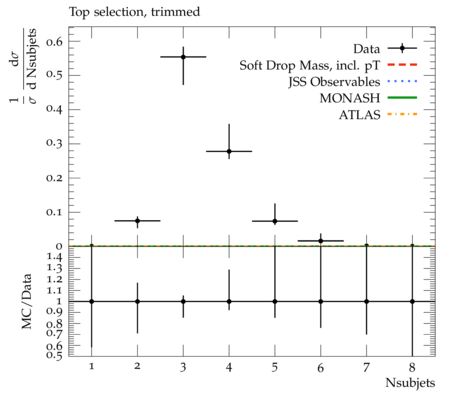 Top selection, trimmed
1/σ dσ/d Nsubjets
0.6
0.5
0.4
0.3
0.2
0.1
0
Data
Soft Drop Mass, incl. pT
JSS Observables
MONASH
ATLAS
MC/Data
1.4
1.3
1.2
1.1
1
0.9
0.8
0.7
0.6
0.5
1 2 3 4 5 6 7 8
Nsubjets